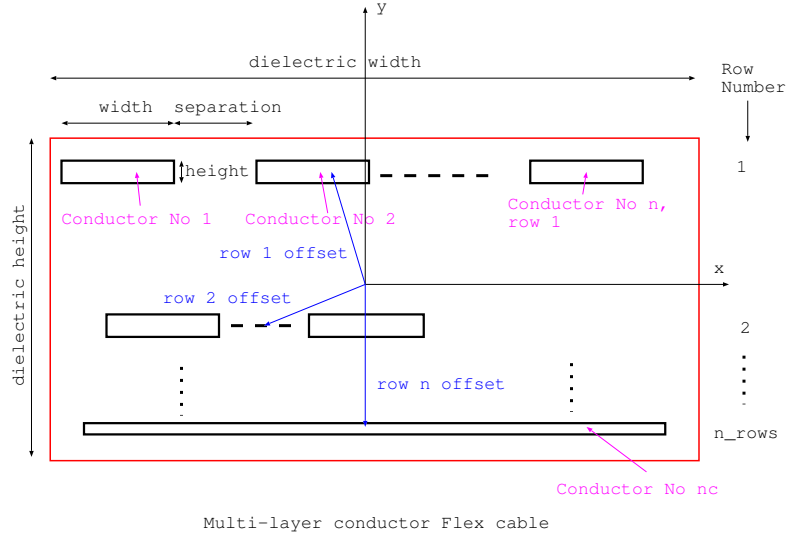 y
dielectric width
Row
Number
width
separation
height
1
Conductor No 1
Conductor No 2
Conductor No n,
row 1
dielectric height
row 1 offset
x
row 2 offset
2
row n offset
n_rows
Conductor No nc
Multi-layer conductor Flex cable